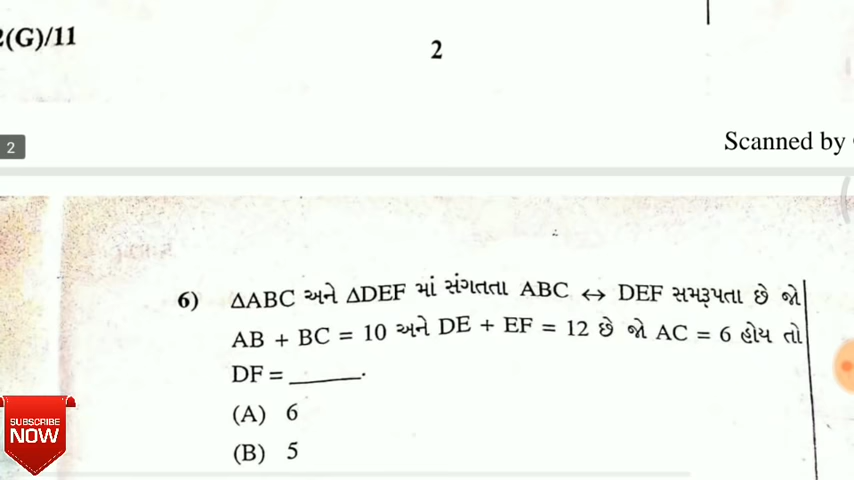 2(G)/11
2
2
Scanned by
6) ΔABC અને ΔDEF માં સંગતતા ABC ↔ DEF સમરૂપતા છે જો
AB + BC = 10 અને DE + EF = 12 છે જો AC = 6 હોય તો
DF = ______.
(A) 6
(B) 5
SUBSCRIBE
NOW